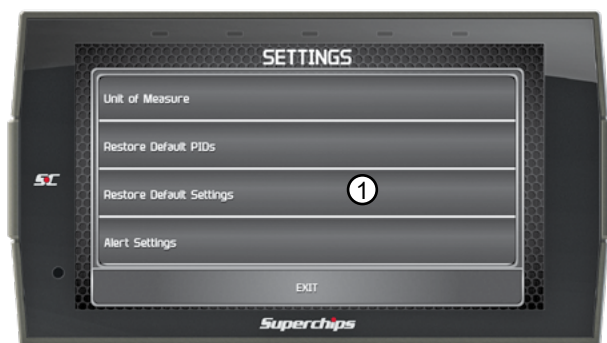 SETTINGS
Unit of Measure
Restore Default PIDs
SC
Restore Default Settings
1
Alert Settings
EXIT
Superchips